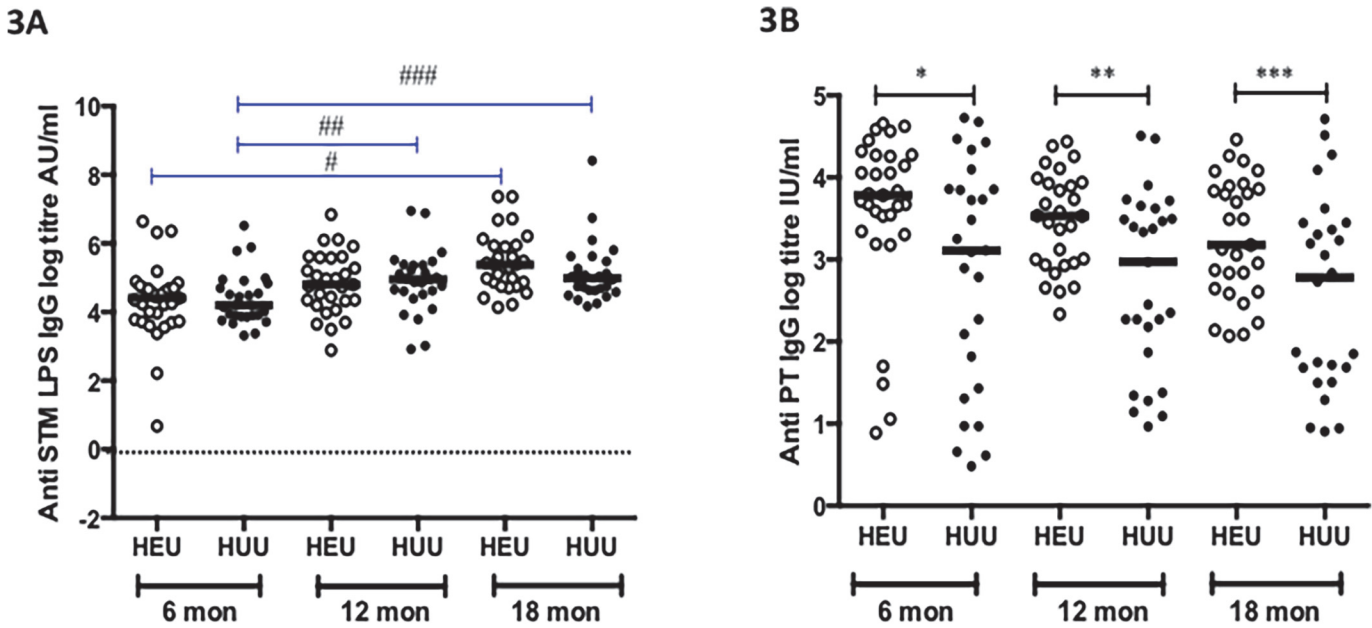 3A
###
##
#
Anti STM LPS IgG log titre AU/ml
10
8
6
4
2
0
-2
HEU HUU HEU HUU HEU HUU
6 mon 12 mon 18 mon
3B
* ** ***
Anti PT IgG log titre IU/ml
5
4
3
2
1
0
HEU HUU HEU HUU HEU HUU
6 mon 12 mon 18 mon